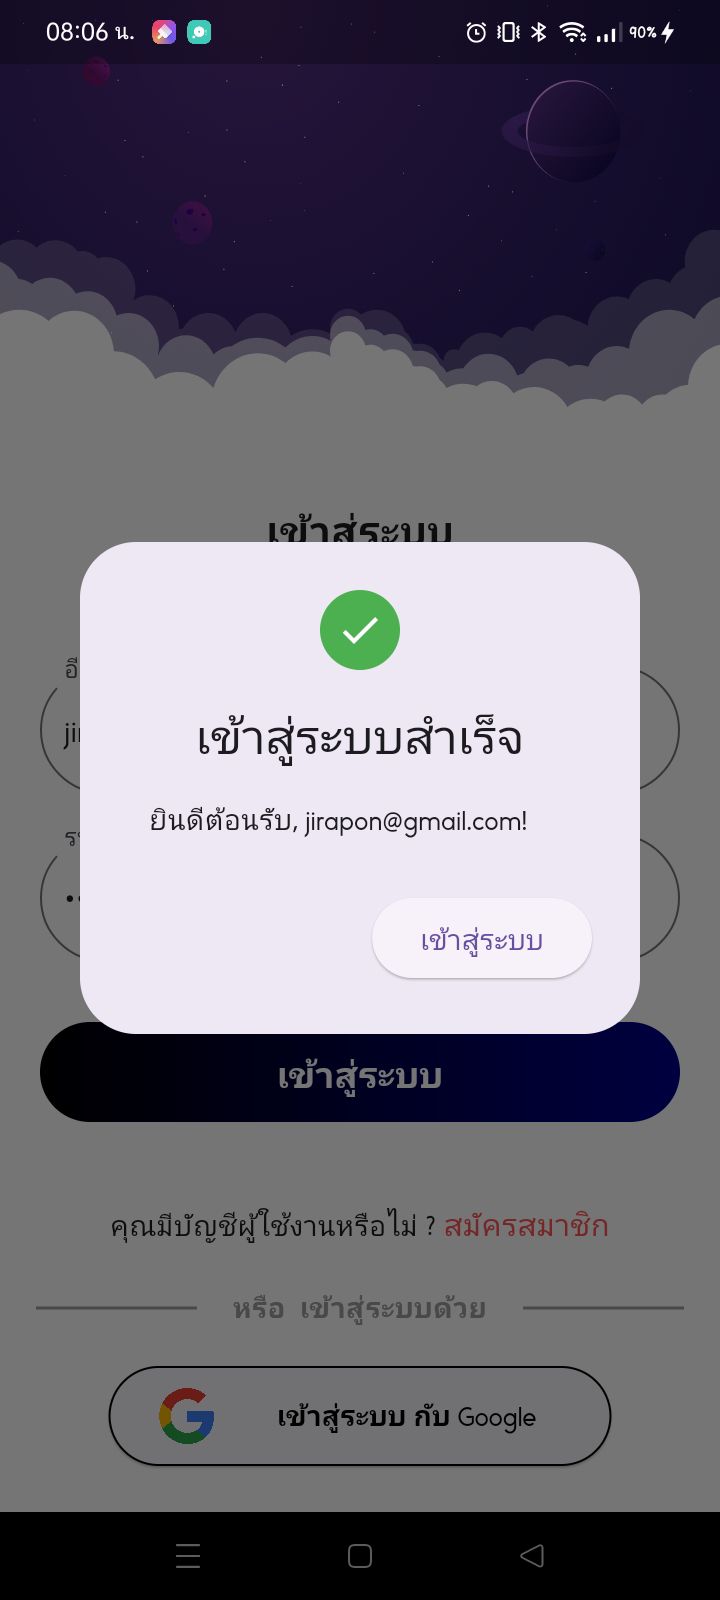 08:06 น.
90%
เข้าสู่ระบบ
เข้าสู่ระบบสำเร็จ
ยินดีต้อนรับ, jirapon@gmail.com!
เข้าสู่ระบบ
เข้าสู่ระบบ
คุณมีบัญชีผู้ใช้งานหรือไม่ ? สมัครสมาชิก
หรือ เข้าสู่ระบบด้วย
เข้าสู่ระบบ กับ Google